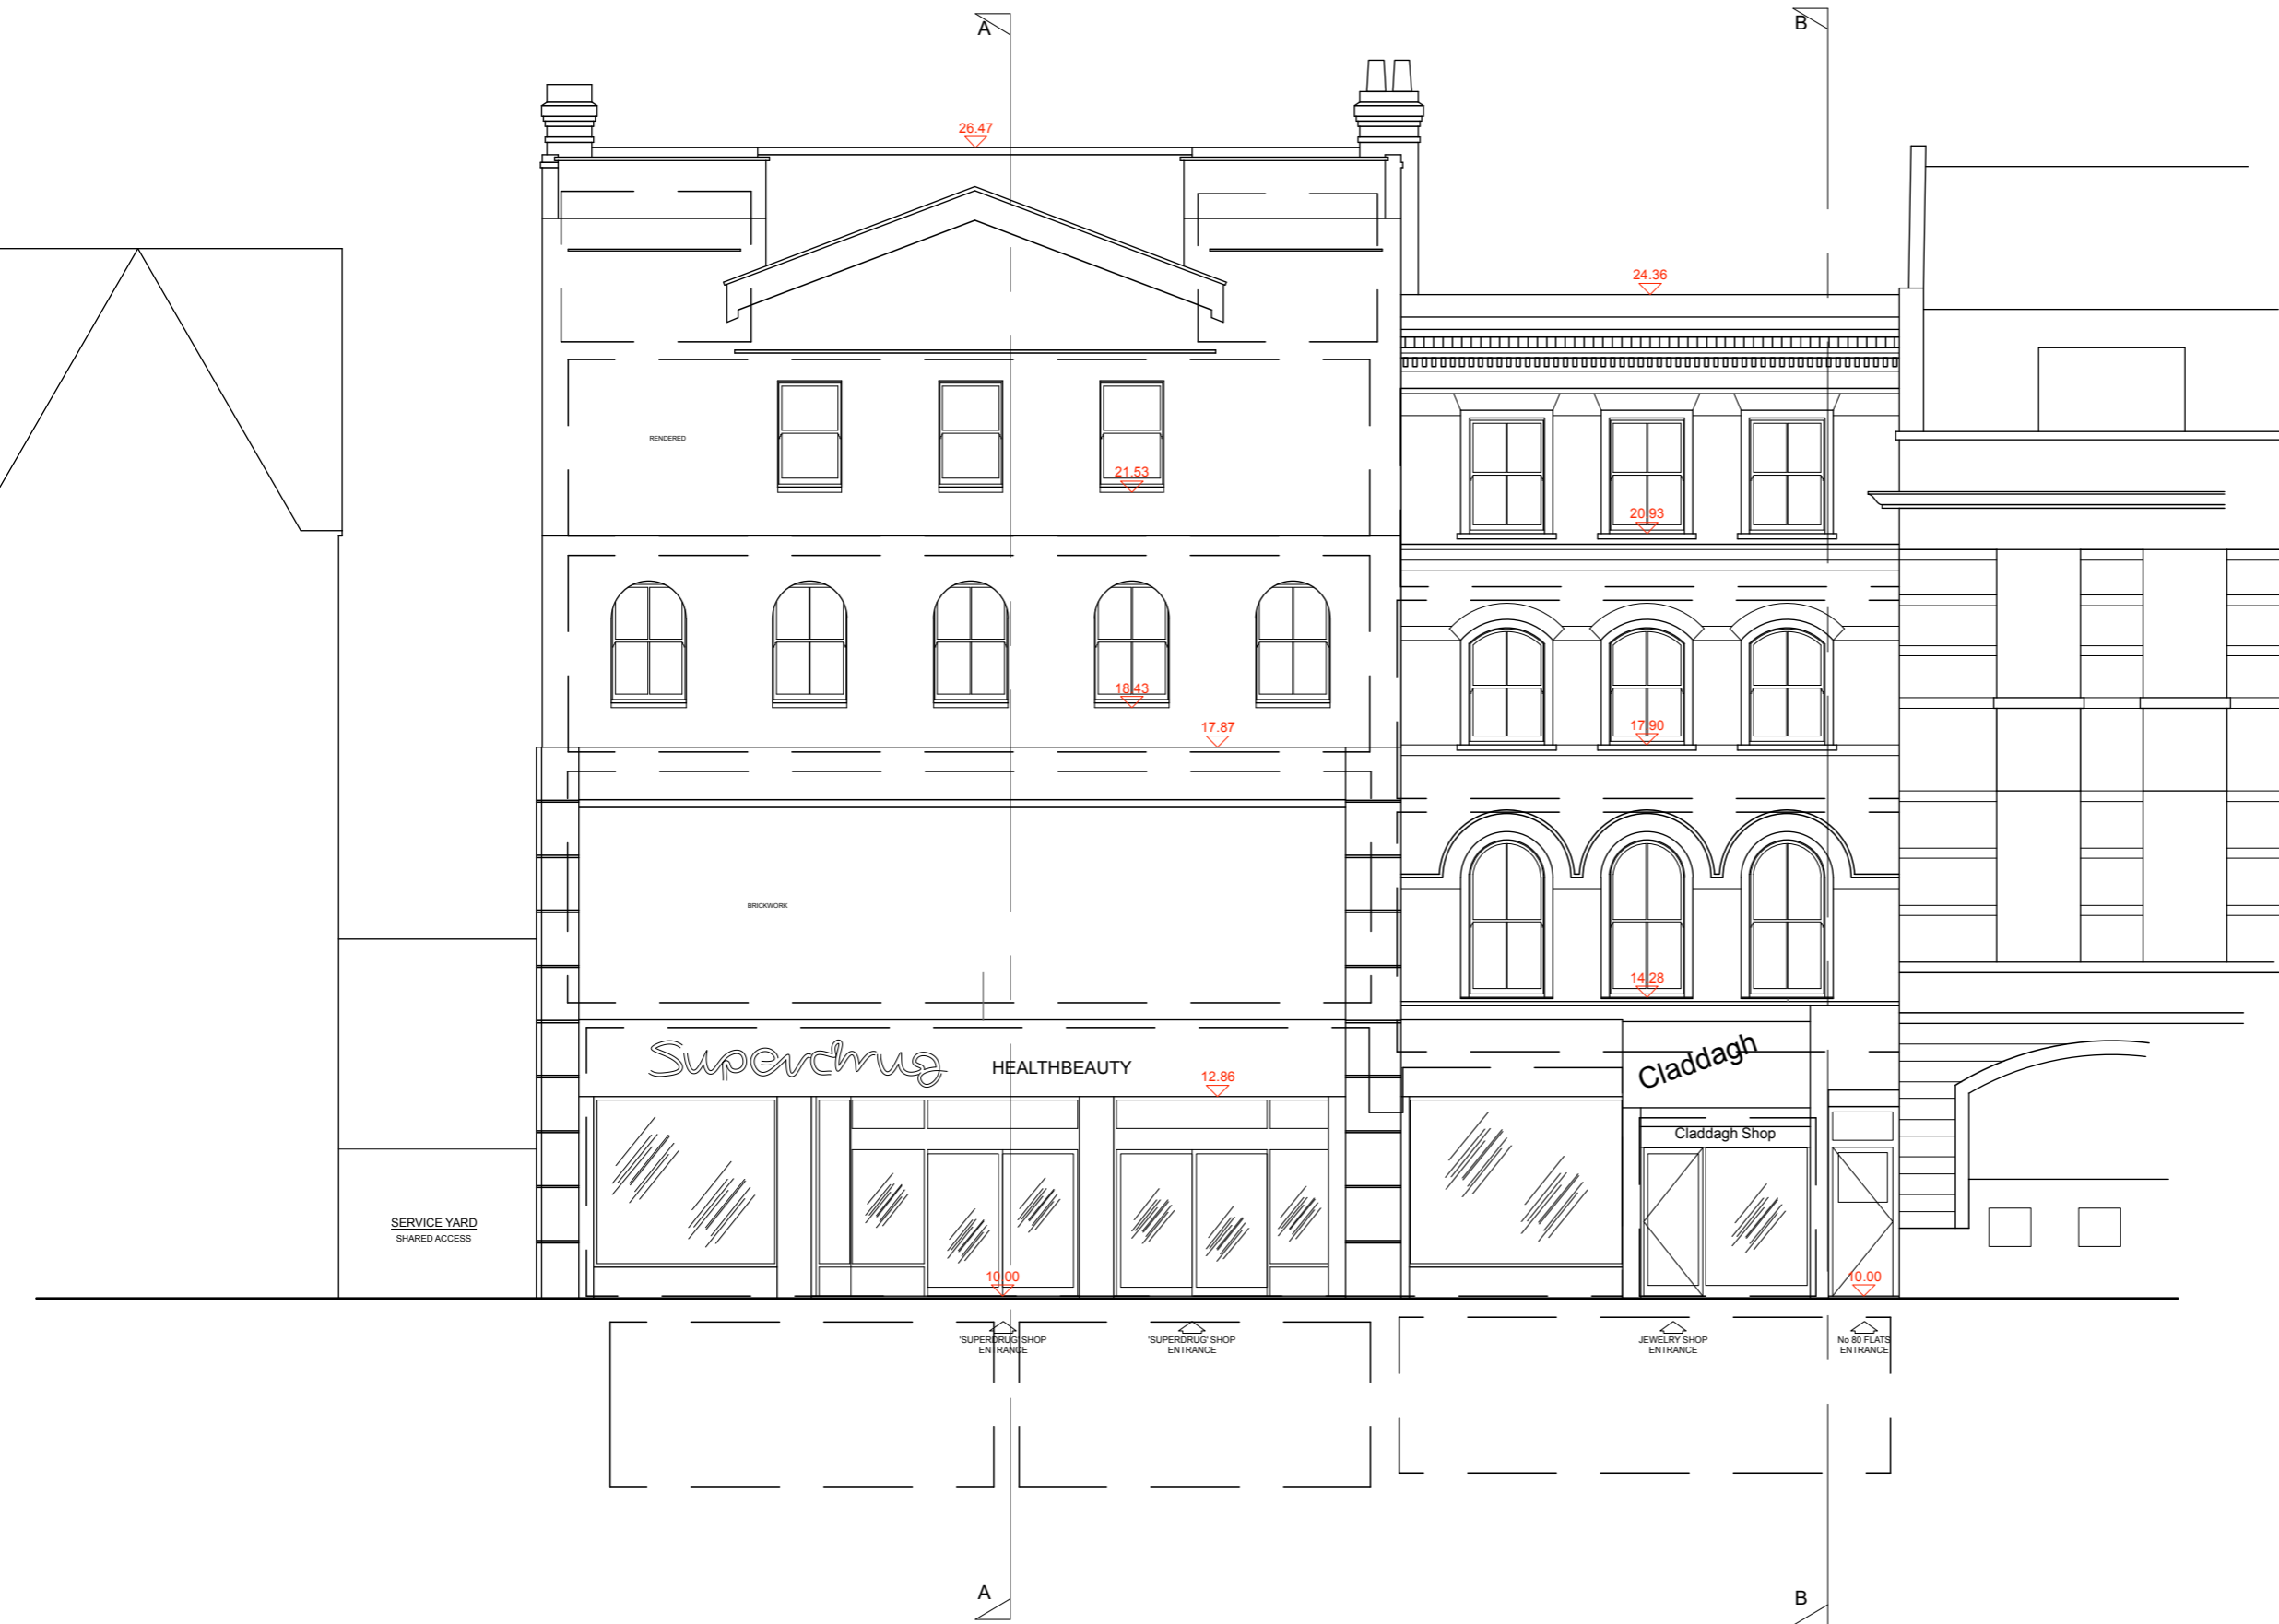 A
B
26.47
24.36
RENDERED
21.53
20.93
18.43
17.87
17.90
BRICKWORK
14.28
Superdrug
HEALTHBEAUTY
Claddagh
12.86
Claddagh Shop
SERVICE YARD
SHARED ACCESS
10.00
10.00
'SUPERDRUG' SHOP
ENTRANCE
'SUPERDRUG' SHOP
ENTRANCE
JEWELRY SHOP
ENTRANCE
No 80 FLATS
ENTRANCE
A
B